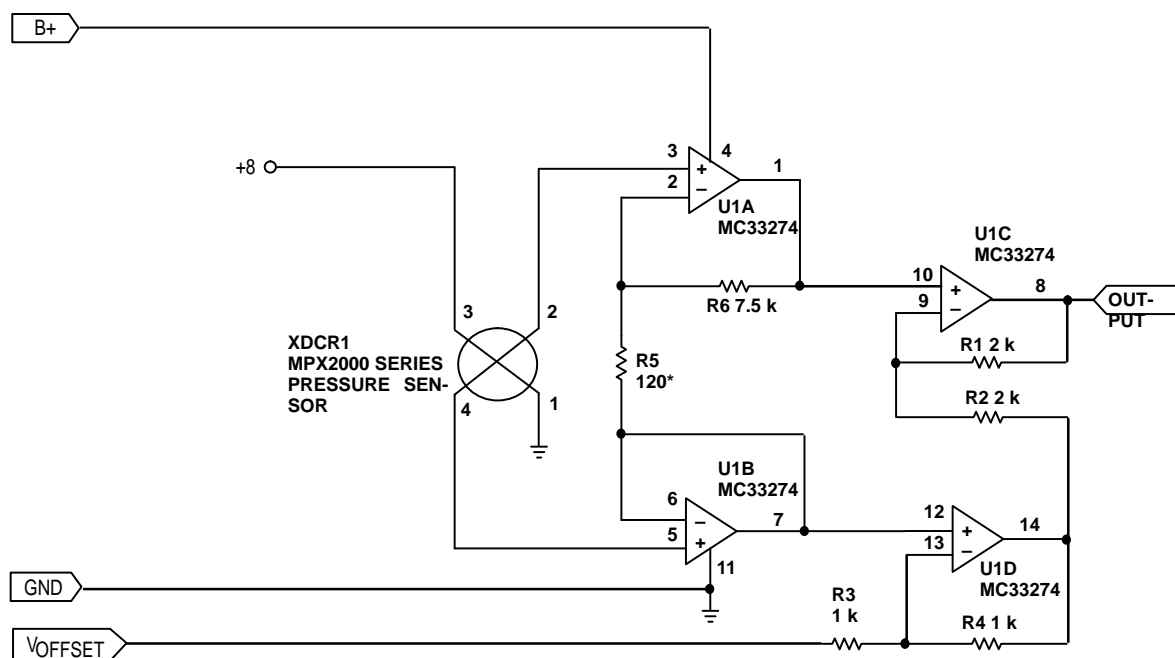 B+
+8
3
4
1
2
U1A
MC33274
U1C
MC33274
10
8
9
OUT-
PUT
R6 7.5 k
3
2
XDCR1
MPX2000 SERIES
PRESSURE SEN-
SOR
R5
120*
R1 2 k
R2 2 k
4
1
U1B
MC33274
6
7
5
12
14
13
11
U1D
MC33274
GND
R3
1 k
R4 1 k
VOFFSET